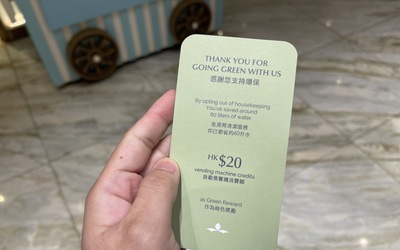 THANK YOU FOR
GOING GREEN WITH US
感謝您支持環保
By opting out of housekeeping
You've saved around
60 liters of water
免房間清潔服務
你已節省約60升水
HK$20
vending machine credits
自動售賣機消費額
as Green Reward
作為綠色獎勵